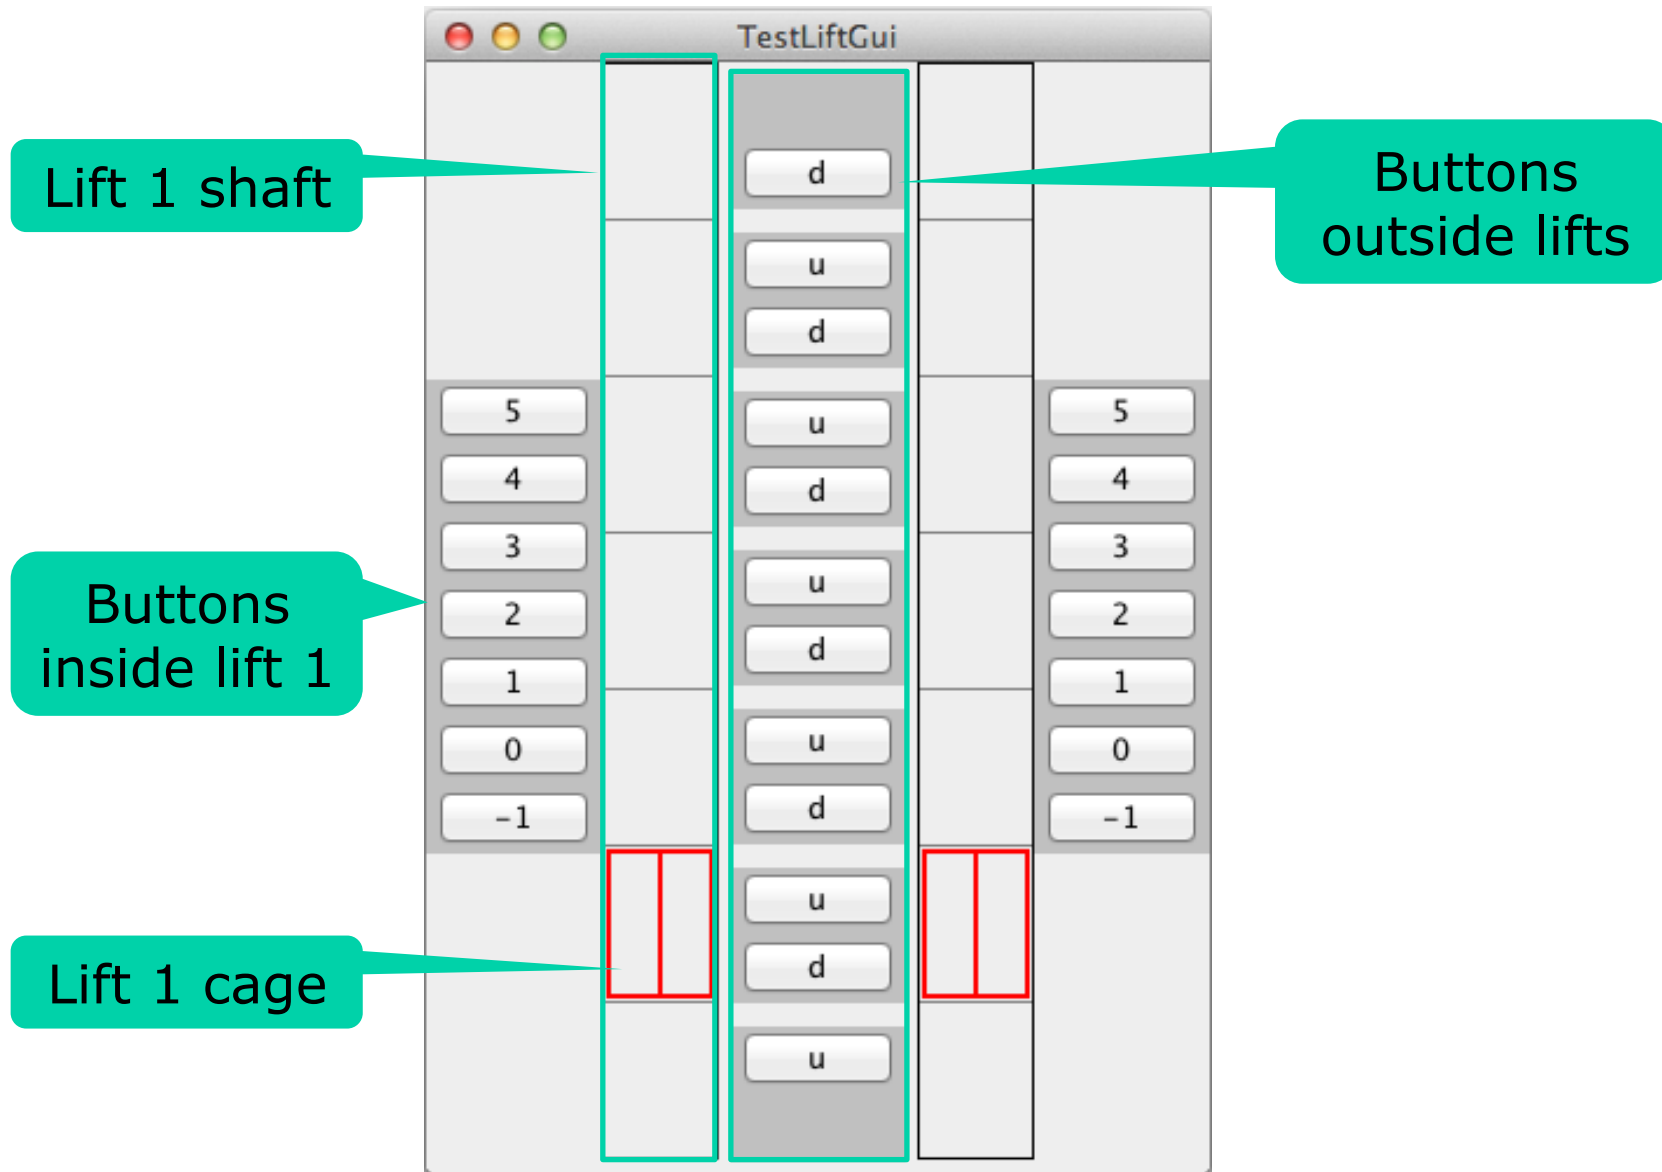 TestLiftGui
Lift 1 shaft
Buttons
outside lifts
d
u
d
u
d
u
d
u
d
u
d
u
5
4
3
2
1
0
-1
5
4
3
2
1
0
-1
Buttons
inside lift 1
Lift 1 cage